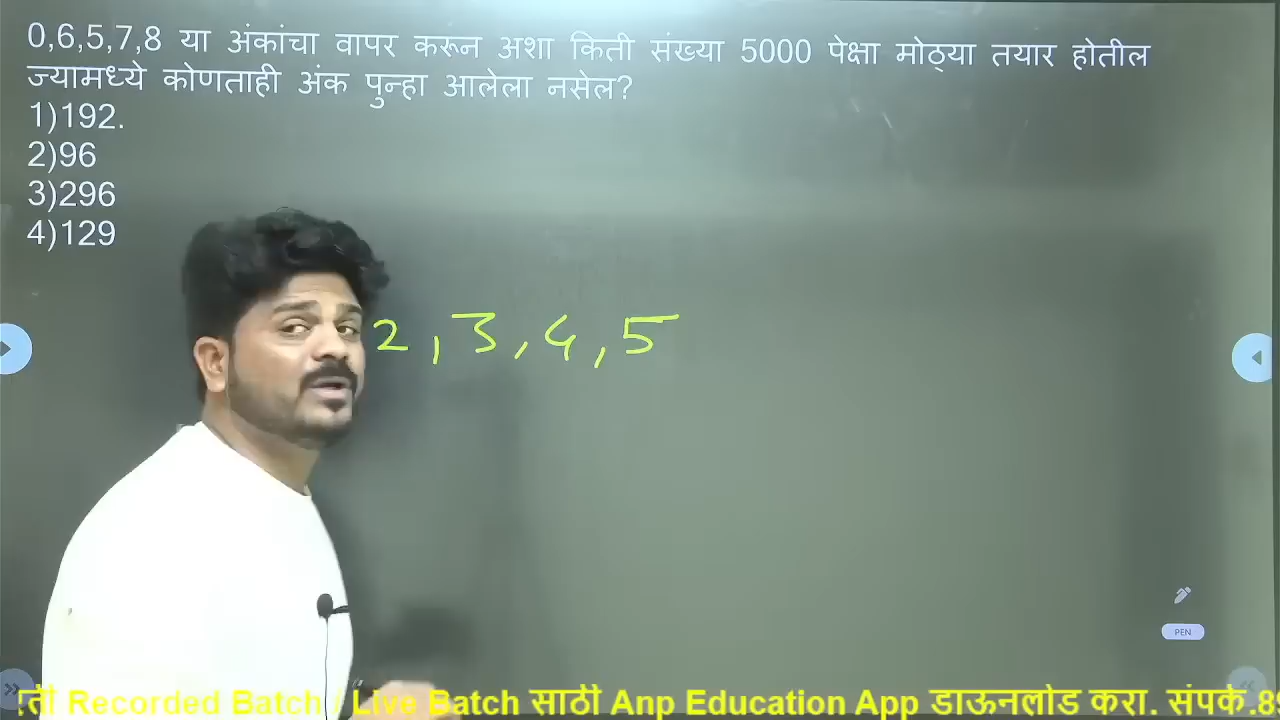 0,6,5,7,8 या अंकांचा वापर करून अशा किती संख्या 5000 पेक्षा मोठ्या तयार होतील
ज्यामध्ये कोणताही अंक पुन्हा आलेला नसेल?
1)192.
2)96
3)296
4)129
2,3,4,5
PEN
Recorded Batch / Live Batch साठी Anp Education App डाऊनलोड करा. संपर्क.